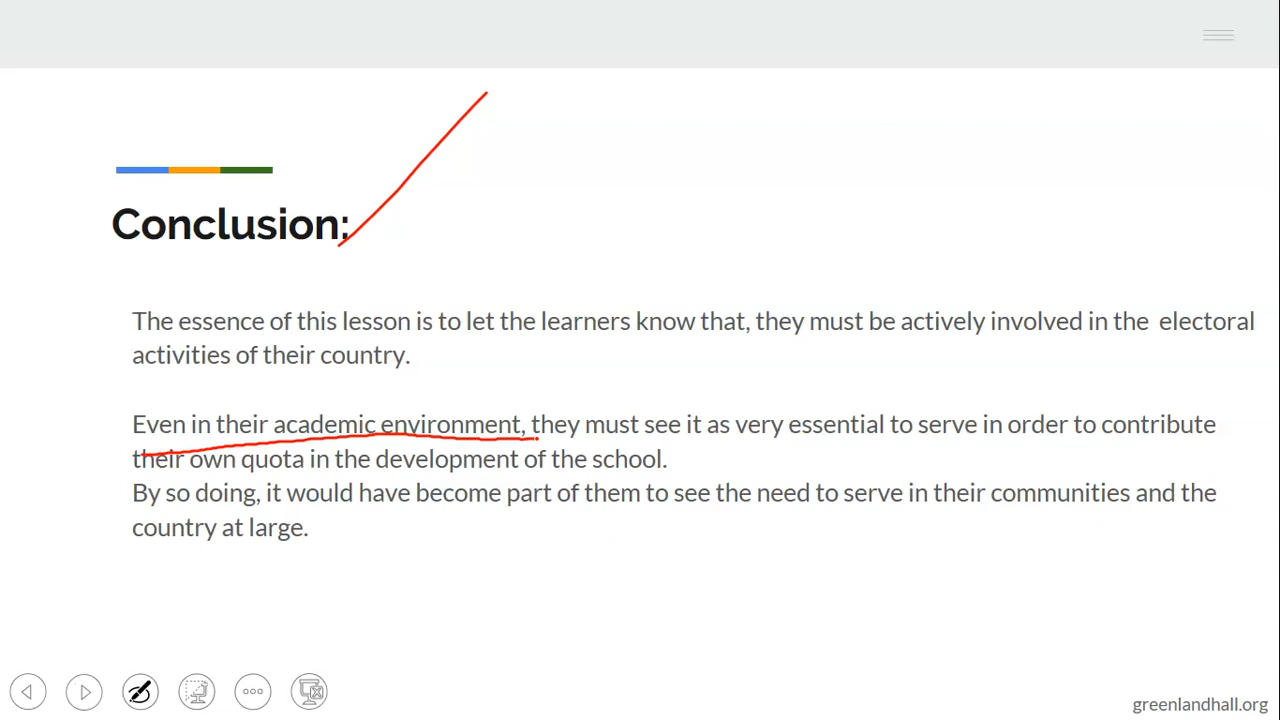 Conclusion:
The essence of this lesson is to let the learners know that, they must be actively involved in the electoral
activities of their country.
Even in their academic environment, they must see it as very essential to serve in order to contribute
their own quota in the development of the school.
By so doing, it would have become part of them to see the need to serve in their communities and the
country at large.
greenlandhall.org